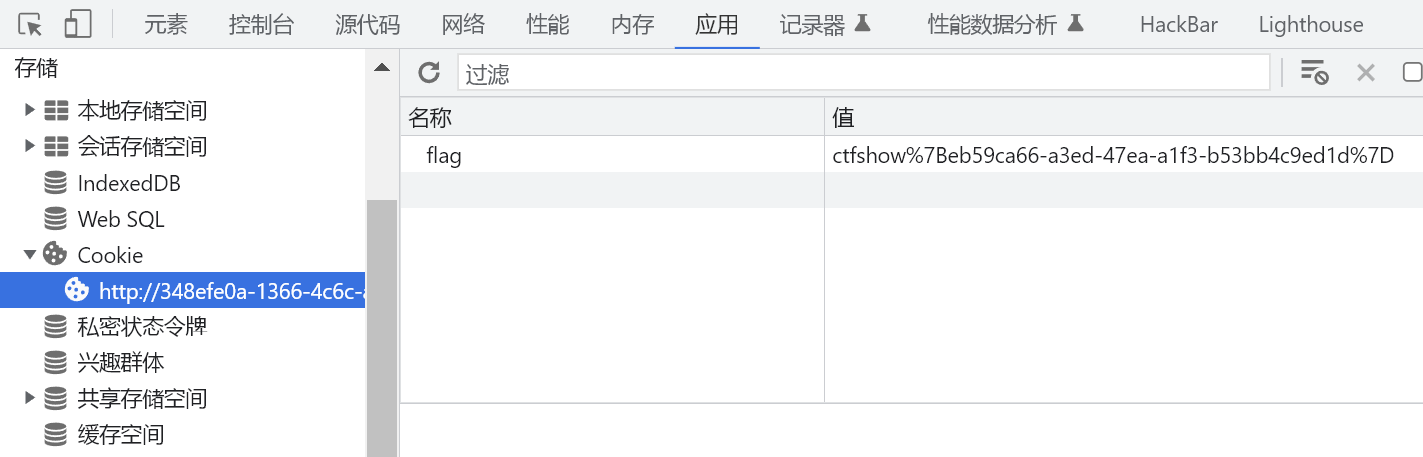 元素 控制台 源代码 网络 性能 内存 应用 记录器 性能数据分析 HackBar Lighthouse
存储
过滤
本地存储空间
会话存储空间
IndexedDB
Web SQL
Cookie
http://348efe0a-1366-4c6c-a
私密状态令牌
兴趣群体
共享存储空间
缓存空间
名称 值
flag ctfshow%7Beb59ca66-a3ed-47ea-a1f3-b53bb4c9ed1d%7D